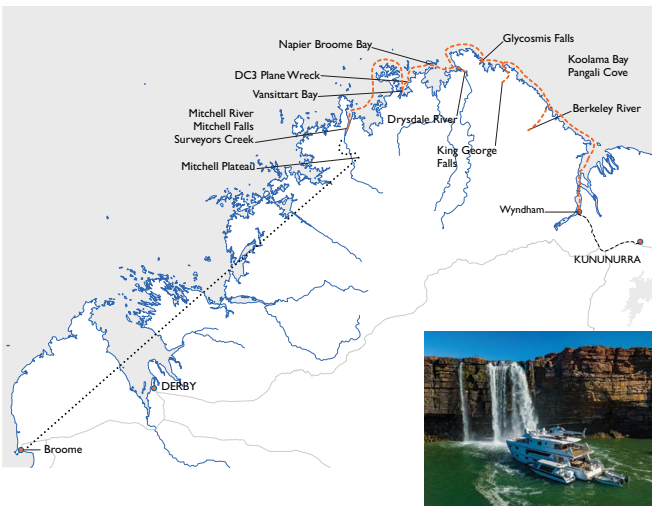 Glycosmis Falls
Napier Broome Bay
Koolama Bay
Pangali Cove
DC3 Plane Wreck
Vansittart Bay
Berkeley River
Mitchell River
Mitchell Falls
Surveyors Creek
Drysdale River
King George
Falls
Mitchell Plateau
Wyndham
KUNUNURRA
DERBY
Broome